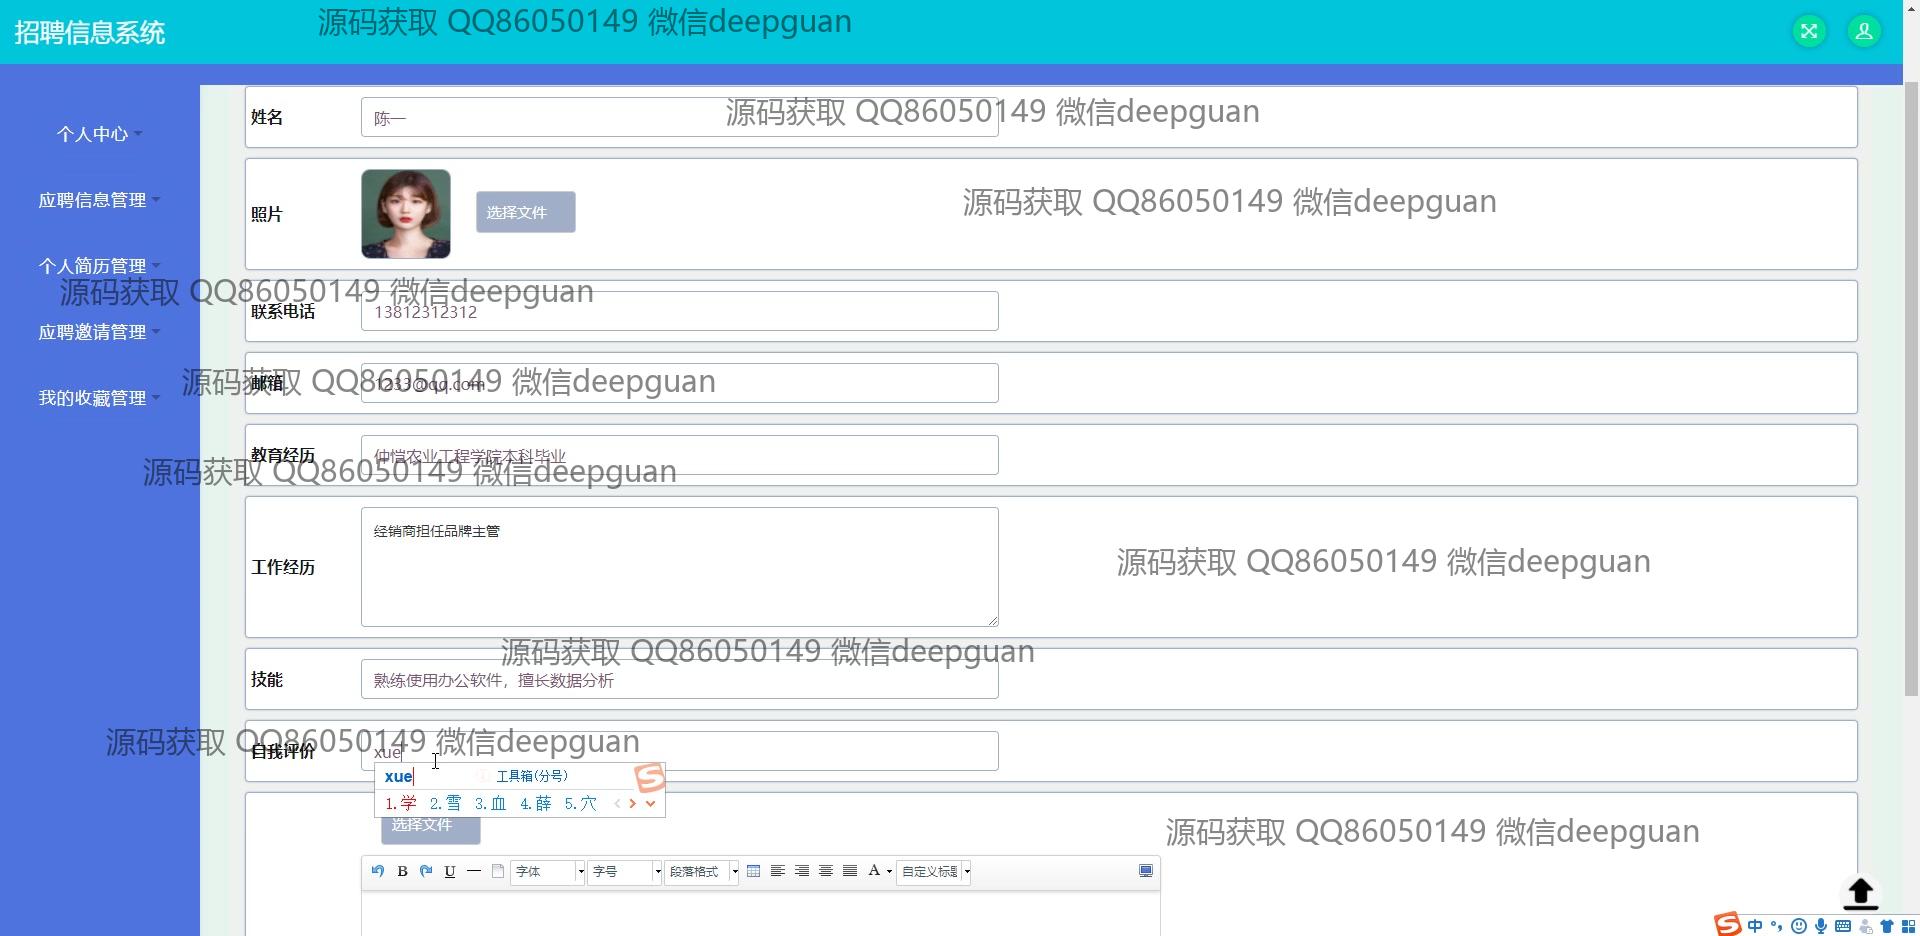 招聘信息系统
源码获取 QQ86050149 微信deepguan
姓名
陈一
源码获取 QQ86050149 微信deepguan
个人中心
应聘信息管理
照片
选择文件
源码获取 QQ86050149 微信deepguan
个人简历管理
源码获取 QQ86050149 微信deepguan
联系电话
13812312312
应聘邀请管理
源码获取 QQ86050149 微信deepguan
邮箱
1233@qq.com
我的收藏管理
教育经历
仲恺农业工程学院本科毕业
源码获取 QQ86050149 微信deepguan
经销商担任品牌主管
工作经历
源码获取 QQ86050149 微信deepguan
源码获取 QQ86050149 微信deepguan
技能
熟练使用办公软件，擅长数据分析
源码获取 QQ86050149 微信deepguan
自我评价
xue
xue
工具箱(分号)
1.学 2.雪 3.血 4.薛 5.穴
选择文件
源码获取 QQ86050149 微信deepguan
B U 字体 字号 段落格式 A 自定义标题
中